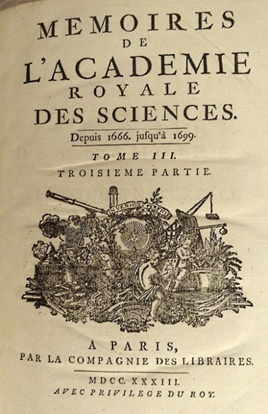 MEMOIRES
DE
L'ACADEMIE
ROYALE
DES SCIENCES.
Depuis 1666. jusqu'à 1699.
TOME III.
TROISIEME PARTIE.
A PARIS,
PAR LA COMPAGNIE DES LIBRAIRES.
MDCC. XXXIII.
AVEC PRIVILEGE DU ROY.